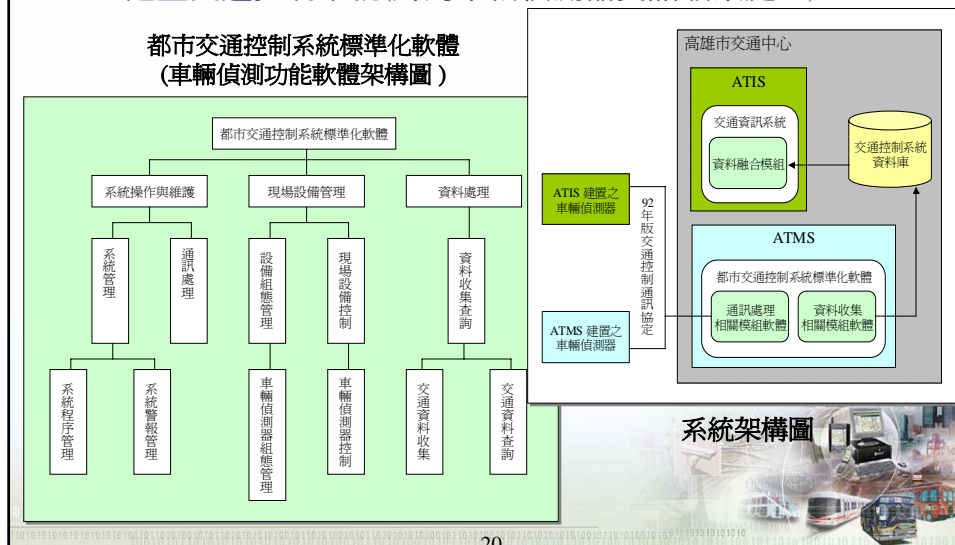 都市交通控制系統標準化軟體
(車輛偵測功能軟體架構圖)
都市交通控制系統標準化軟體
系統操作與維護
現場設備管理
資料處理
系統管理
通訊處理
設備組態管理
現場設備控制
資料收集查詢
系統程序管理
系統警報管理
車輛偵測器組態管理
車輛偵測器控制
交通資料收集
交通資料查詢
高雄市交通中心
ATIS
交通資訊系統
資料融合模組
交通控制系統
資料庫
ATIS 建置之
車輛偵測器
92年版交通控制通訊協定
ATMS 建置之
車輛偵測器
ATMS
都市交通控制系統標準化軟體
通訊處理
相關模組軟體
資料收集
相關模組軟體
系統架構圖
20